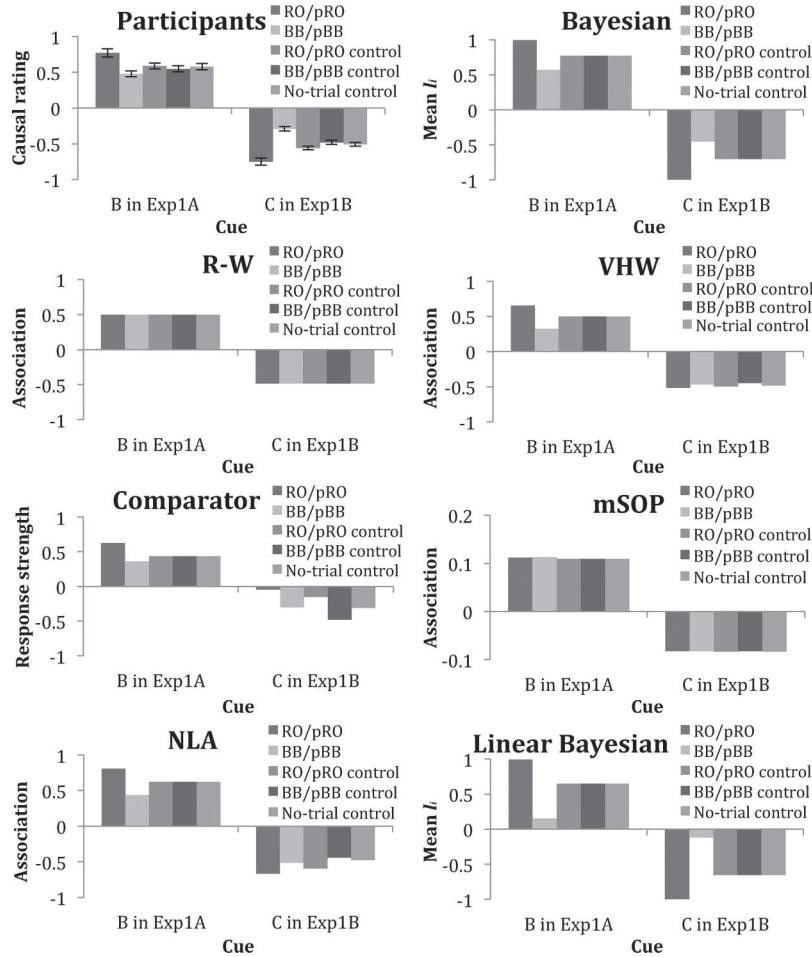 Participants
RO/pRO
BB/pBB
RO/pRO control
BB/pBB control
No-trial control
Causal rating
1
0.5
0
-0.5
-1
B in Exp1A
C in Exp1B
Cue
Bayesian
RO/pRO
BB/pBB
RO/pRO control
BB/pBB control
No-trial control
Mean Ii
1
0.5
0
-0.5
-1
B in Exp1A
C in Exp1B
Cue
R-W
RO/pRO
BB/pBB
RO/pRO control
BB/pBB control
No-trial control
Association
1
0.5
0
-0.5
-1
B in Exp1A
C in Exp1B
Cue
VHW
RO/pRO
BB/pBB
RO/pRO control
BB/pBB control
No-trial control
Association
1
0.5
0
-0.5
-1
B in Exp1A
C in Exp1B
Cue
Comparator
RO/pRO
BB/pBB
RO/pRO control
BB/pBB control
No-trial control
Response strength
1
0.5
0
-0.5
-1
B in Exp1A
C in Exp1B
Cue
mSOP
RO/pRO
BB/pBB
RO/pRO control
BB/pBB control
No-trial control
Association
0.2
0.1
0
-0.1
B in Exp1A
C in Exp1B
Cue
NLA
RO/pRO
BB/pBB
RO/pRO control
BB/pBB control
No-trial control
Association
1
0.5
0
-0.5
-1
B in Exp1A
C in Exp1B
Cue
Linear Bayesian
RO/pRO
BB/pBB
RO/pRO control
BB/pBB control
No-trial control
Mean Ii
1
0.5
0
-0.5
-1
B in Exp1A
C in Exp1B
Cue